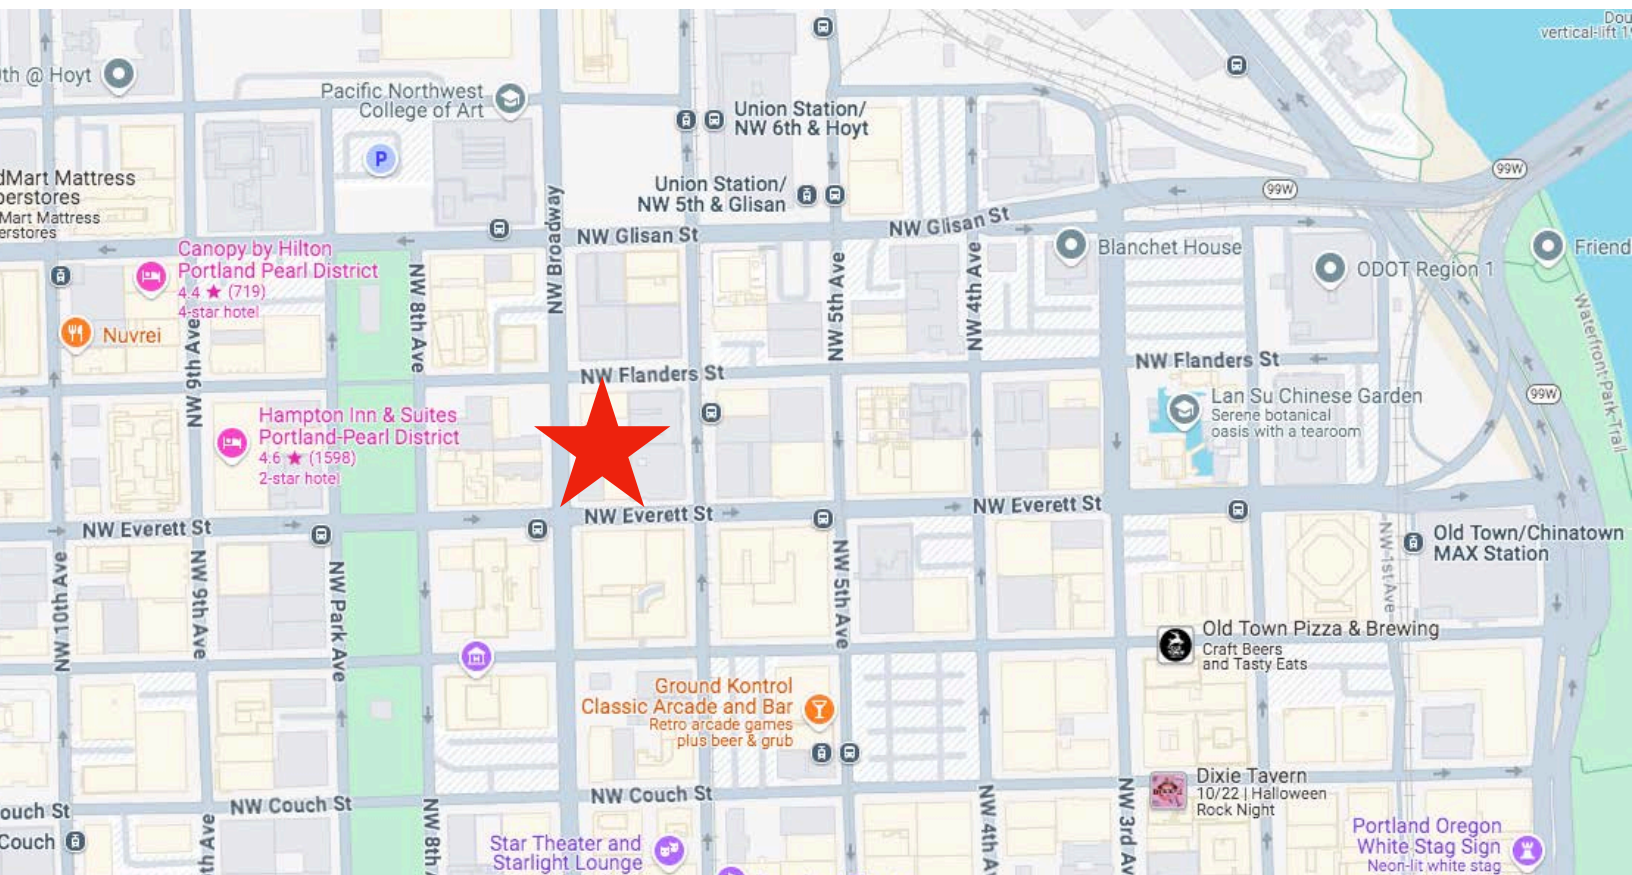 Dou
vertical-lift 1
0th @ Hoyt
Pacific Northwest
College of Art
P
Union Station/
NW 6th & Hoyt
Union Station/
NW 5th & Glisan
99W
99W
99W
dMart Mattress
perstores
Mart Mattress
erstores
NW Broadway
NW Glisan St
NW Glisan St
Blanchet House
ODOT Region 1
Friend
Canopy by Hilton
Portland Pearl District
4.4 ★ (719)
4-star hotel
Nuvrei
NW 9th Ave
NW 8th Ave
NW 5th Ave
NW 4th Ave
Waterfront Park Trail
NW Flanders St
NW Flanders St
Lan Su Chinese Garden
Serene botanical
oasis with a tearoom
Hampton Inn & Suites
Portland-Pearl District
4.6 ★ (1598)
2-star hotel
NW Everett St
NW Everett St
NW Everett St
Old Town/Chinatown
MAX Station
NW 10th Ave
NW 9th Ave
NW Park Ave
NW 5th Ave
NW 1st Ave
Old Town Pizza & Brewing
Craft Beers
and Tasty Eats
Ground Kontrol
Classic Arcade and Bar
Retro arcade games
plus beer & grub
Dixie Tavern
10/22 | Halloween
Rock Night
ouch St
NW Couch St
NW Couch St
Couch
th Ave
NW 8th
NW 4th A
NW 3rd Av
Star Theater and
Starlight Lounge
Portland Oregon
White Stag Sign
Neon-lit white stag